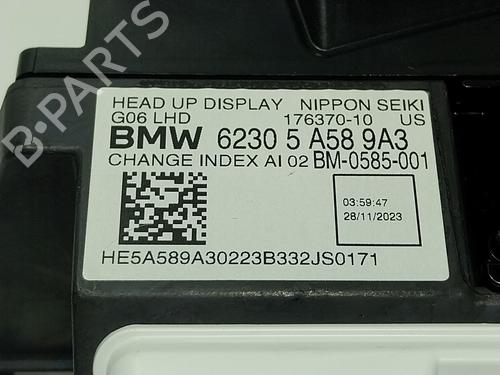 HEAD UP DISPLAY NIPPON SEIKI
G06 LHD 176370-10 US
BMW 6230 5 A58 9A3
CHANGE INDEX AI 02 BM-0585-001
03:59:47
28/11/2023
HE5A589A30223B332JS0171
B-PARTS